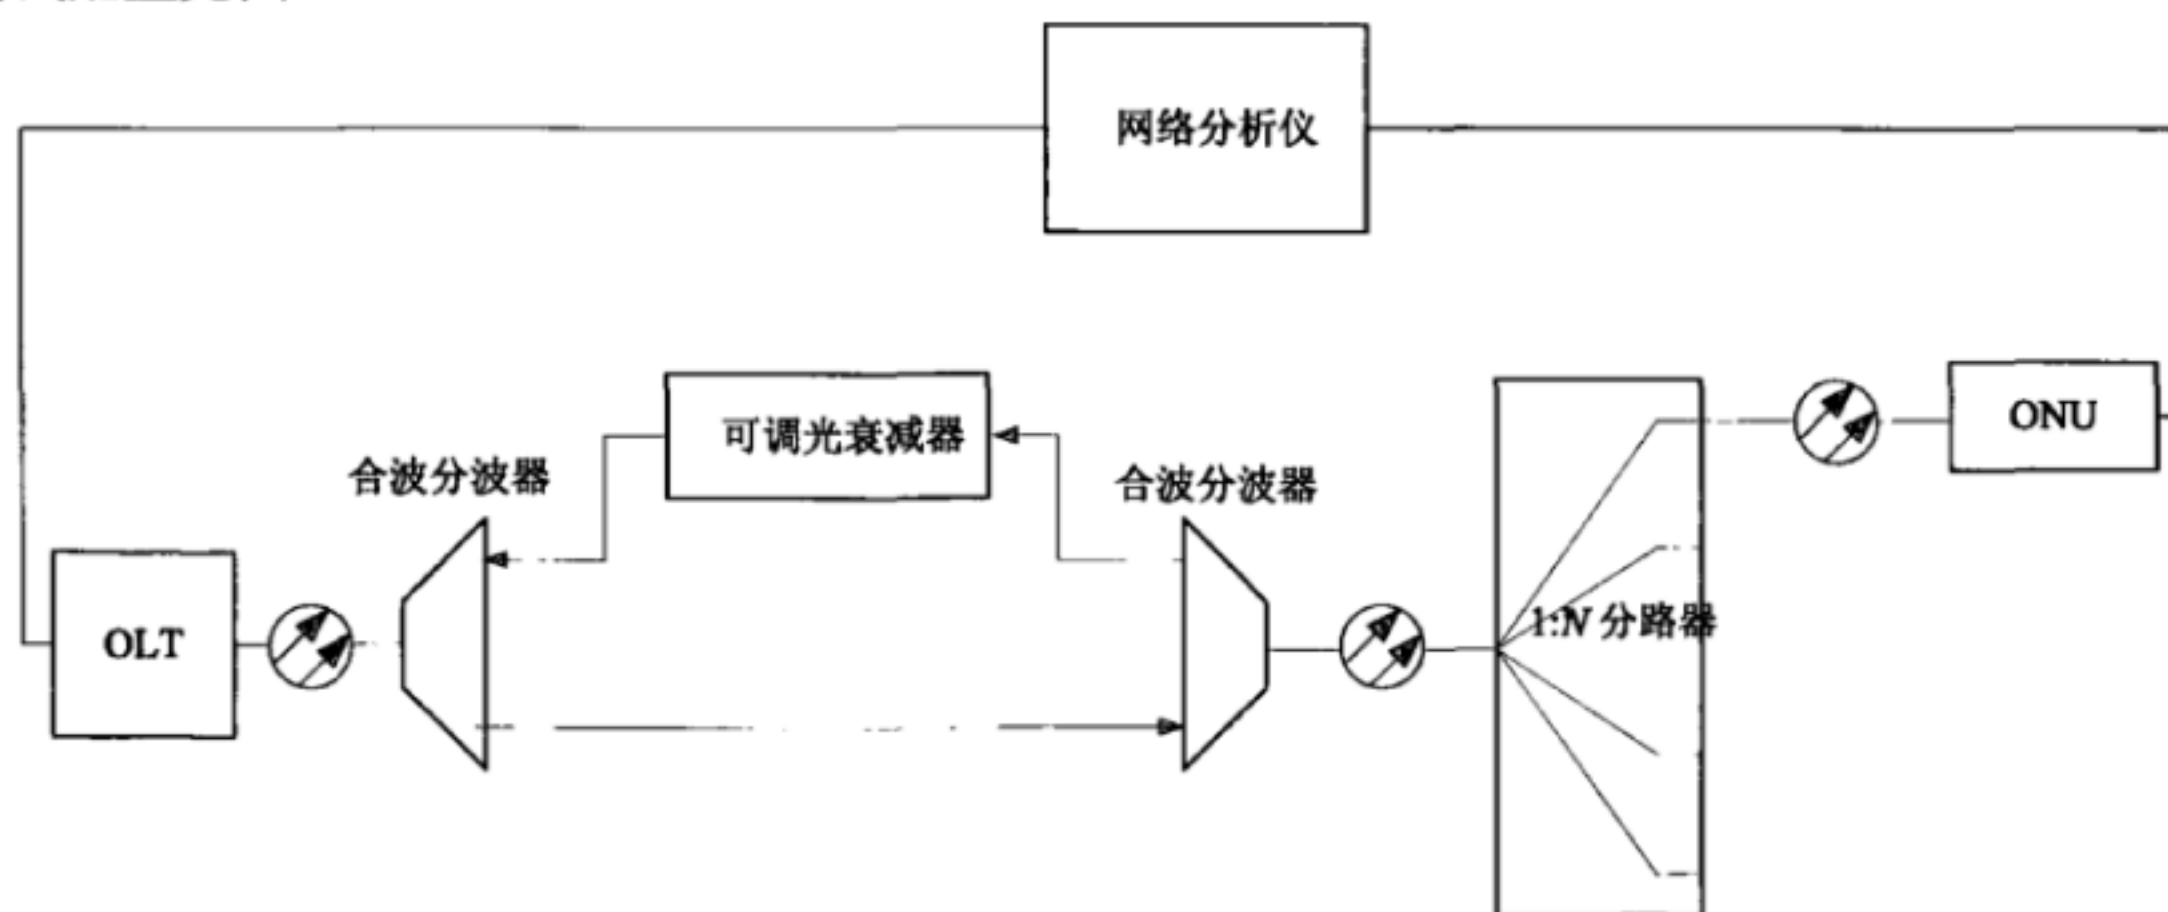 网络分析仪
可调光衰减器
ONU
合波分波器
合波分波器
1:N 分路器
OLT